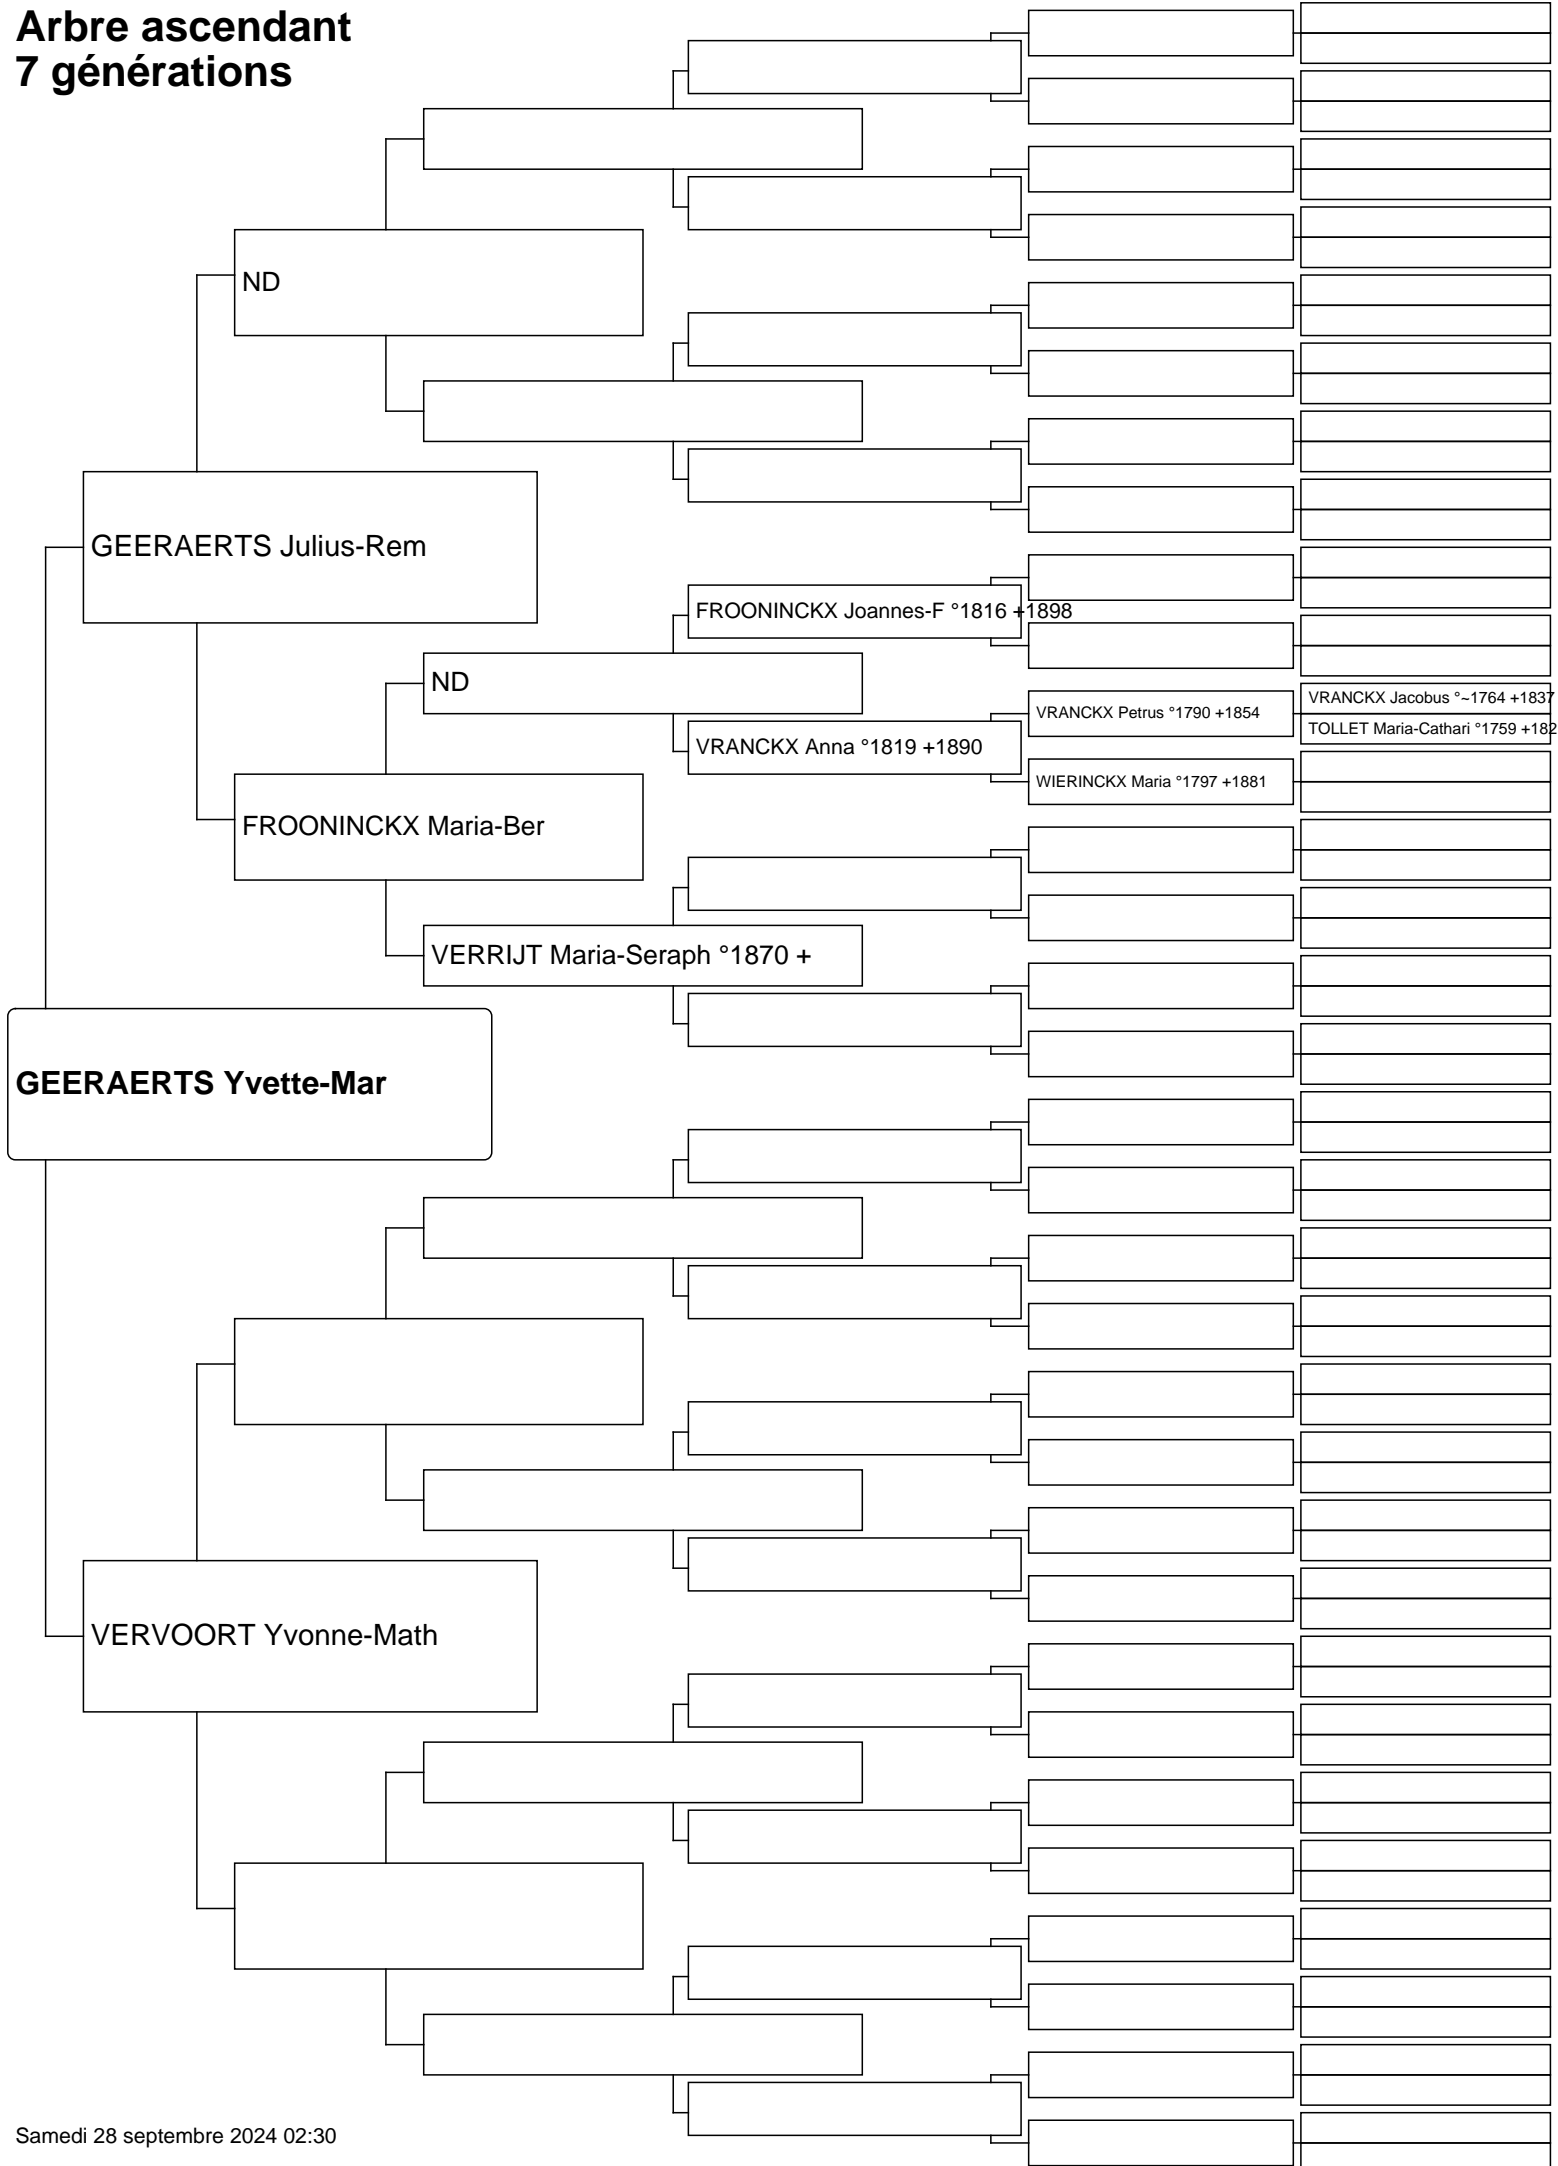 Arbre ascendant
7 générations
ND
GEERAERTS Julius-Rem
FROONINCKX Joannes-F °1816 +1898
ND
VRANCKX Jacobus °~1764 +1837
VRANCKX Petrus °1790 +1854
TOLLET Maria-Cathari °1759 +182
VRANCKX Anna °1819 +1890
WIERINCKX Maria °1797 +1881
FROONINCKX Maria-Ber
VERRIJT Maria-Seraph °1870 +
GEERAERTS Yvette-Mar
VERVOORT Yvonne-Math
Samedi 28 septembre 2024 02:30